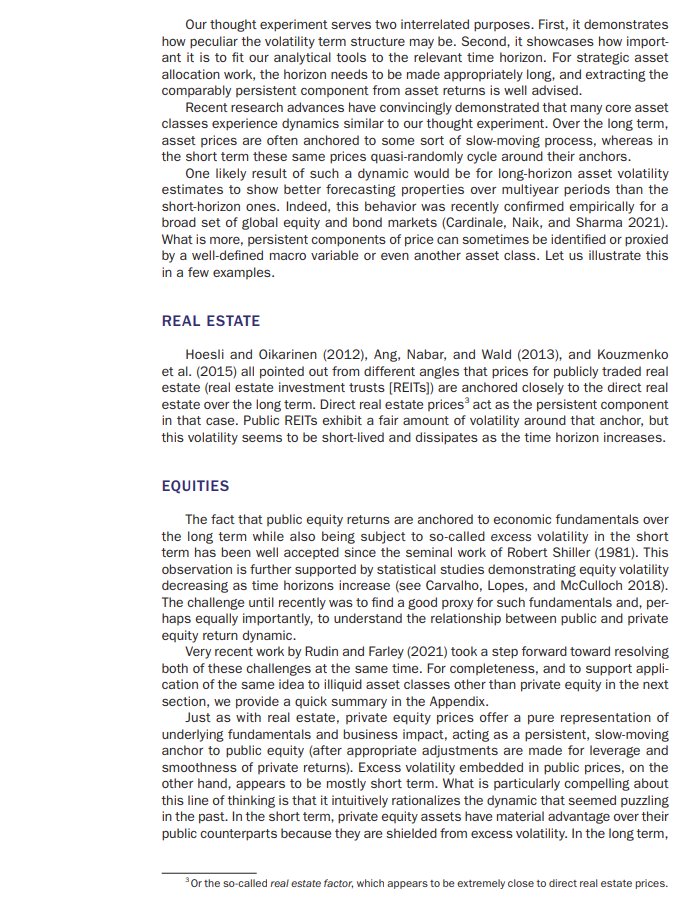 Our thought experiment serves two interrelated purposes. First, it demonstrates
how peculiar the volatility term structure may be. Second, it showcases how import-
ant it is to fit our analytical tools to the relevant time horizon. For strategic asset
allocation work, the horizon needs to be made appropriately long, and extracting the
comparably persistent component from asset returns is well advised.
Recent research advances have convincingly demonstrated that many core asset
classes experience dynamics similar to our thought experiment. Over the long term,
asset prices are often anchored to some sort of slow-moving process, whereas in
the short term these same prices quasi-randomly cycle around their anchors.
One likely result of such a dynamic would be for long-horizon asset volatility
estimates to show better forecasting properties over multiyear periods than the
short-horizon ones. Indeed, this behavior was recently confirmed empirically for a
broad set of global equity and bond markets (Cardinale, Naik, and Sharma 2021).
What is more, persistent components of price can sometimes be identified or proxied
by a well-defined macro variable or even another asset class. Let us illustrate this
in a few examples.
REAL ESTATE
Hoesli and Oikarinen (2012), Ang, Nabar, and Wald (2013), and Kouzmenko
et al. (2015) all pointed out from different angles that prices for publicly traded real
estate (real estate investment trusts [REITs]) are anchored closely to the direct real
estate over the long term. Direct real estate prices³ act as the persistent component
in that case. Public REITs exhibit a fair amount of volatility around that anchor, but
this volatility seems to be short-lived and dissipates as the time horizon increases.
EQUITIES
The fact that public equity returns are anchored to economic fundamentals over
the long term while also being subject to so-called excess volatility in the short
term has been well accepted since the seminal work of Robert Shiller (1981). This
observation is further supported by statistical studies demonstrating equity volatility
decreasing as time horizons increase (see Carvalho, Lopes, and McCulloch 2018).
The challenge until recently was to find a good proxy for such fundamentals and, per-
haps equally importantly, to understand the relationship between public and private
equity return dynamic.
Very recent work by Rudin and Farley (2021) took a step forward toward resolving
both of these challenges at the same time. For completeness, and to support appli-
cation of the same idea to illiquid asset classes other than private equity in the next
section, we provide a quick summary in the Appendix.
Just as with real estate, private equity prices offer a pure representation of
underlying fundamentals and business impact, acting as a persistent, slow-moving
anchor to public equity (after appropriate adjustments are made for leverage and
smoothness of private returns). Excess volatility embedded in public prices, on the
other hand, appears to be mostly short term. What is particularly compelling about
this line of thinking is that it intuitively rationalizes the dynamic that seemed puzzling
in the past. In the short term, private equity assets have material advantage over their
public counterparts because they are shielded from excess volatility. In the long term,
³Or the so-called real estate factor, which appears to be extremely close to direct real estate prices.